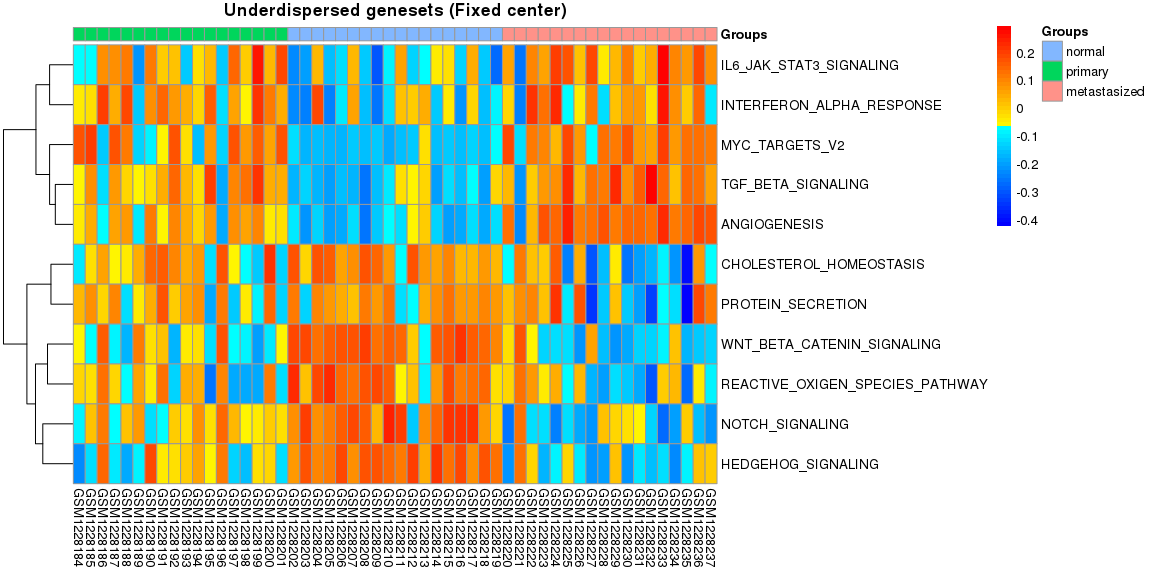 Underdispersed genesets (Fixed center)
Groups
IL6_JAK_STAT3_SIGNALING
INTERFERON_ALPHA_RESPONSE
MYC_TARGETS_V2
TGF_BETA_SIGNALING
ANGIOGENESIS
CHOLESTEROL_HOMEOSTASIS
PROTEIN_SECRETION
WNT_BETA_CATENIN_SIGNALING
REACTIVE_OXIGEN_SPECIES_PATHWAY
NOTCH_SIGNALING
HEDGEHOG_SIGNALING
GSM1228184
GSM1228185
GSM1228186
GSM1228187
GSM1228188
GSM1228189
GSM1228190
GSM1228191
GSM1228192
GSM1228193
GSM1228194
GSM1228195
GSM1228196
GSM1228197
GSM1228198
GSM1228199
GSM1228200
GSM1228201
GSM1228202
GSM1228203
GSM1228204
GSM1228205
GSM1228206
GSM1228207
GSM1228208
GSM1228209
GSM1228210
GSM1228211
GSM1228212
GSM1228213
GSM1228214
GSM1228215
GSM1228216
GSM1228217
GSM1228218
GSM1228219
GSM1228220
GSM1228221
GSM1228222
GSM1228223
GSM1228224
GSM1228225
GSM1228226
GSM1228227
GSM1228228
GSM1228229
GSM1228230
GSM1228231
GSM1228232
GSM1228233
GSM1228234
GSM1228235
GSM1228236
GSM1228237
0.2
0.1
0
-0.1
-0.2
-0.3
-0.4
Groups
normal
primary
metastasized